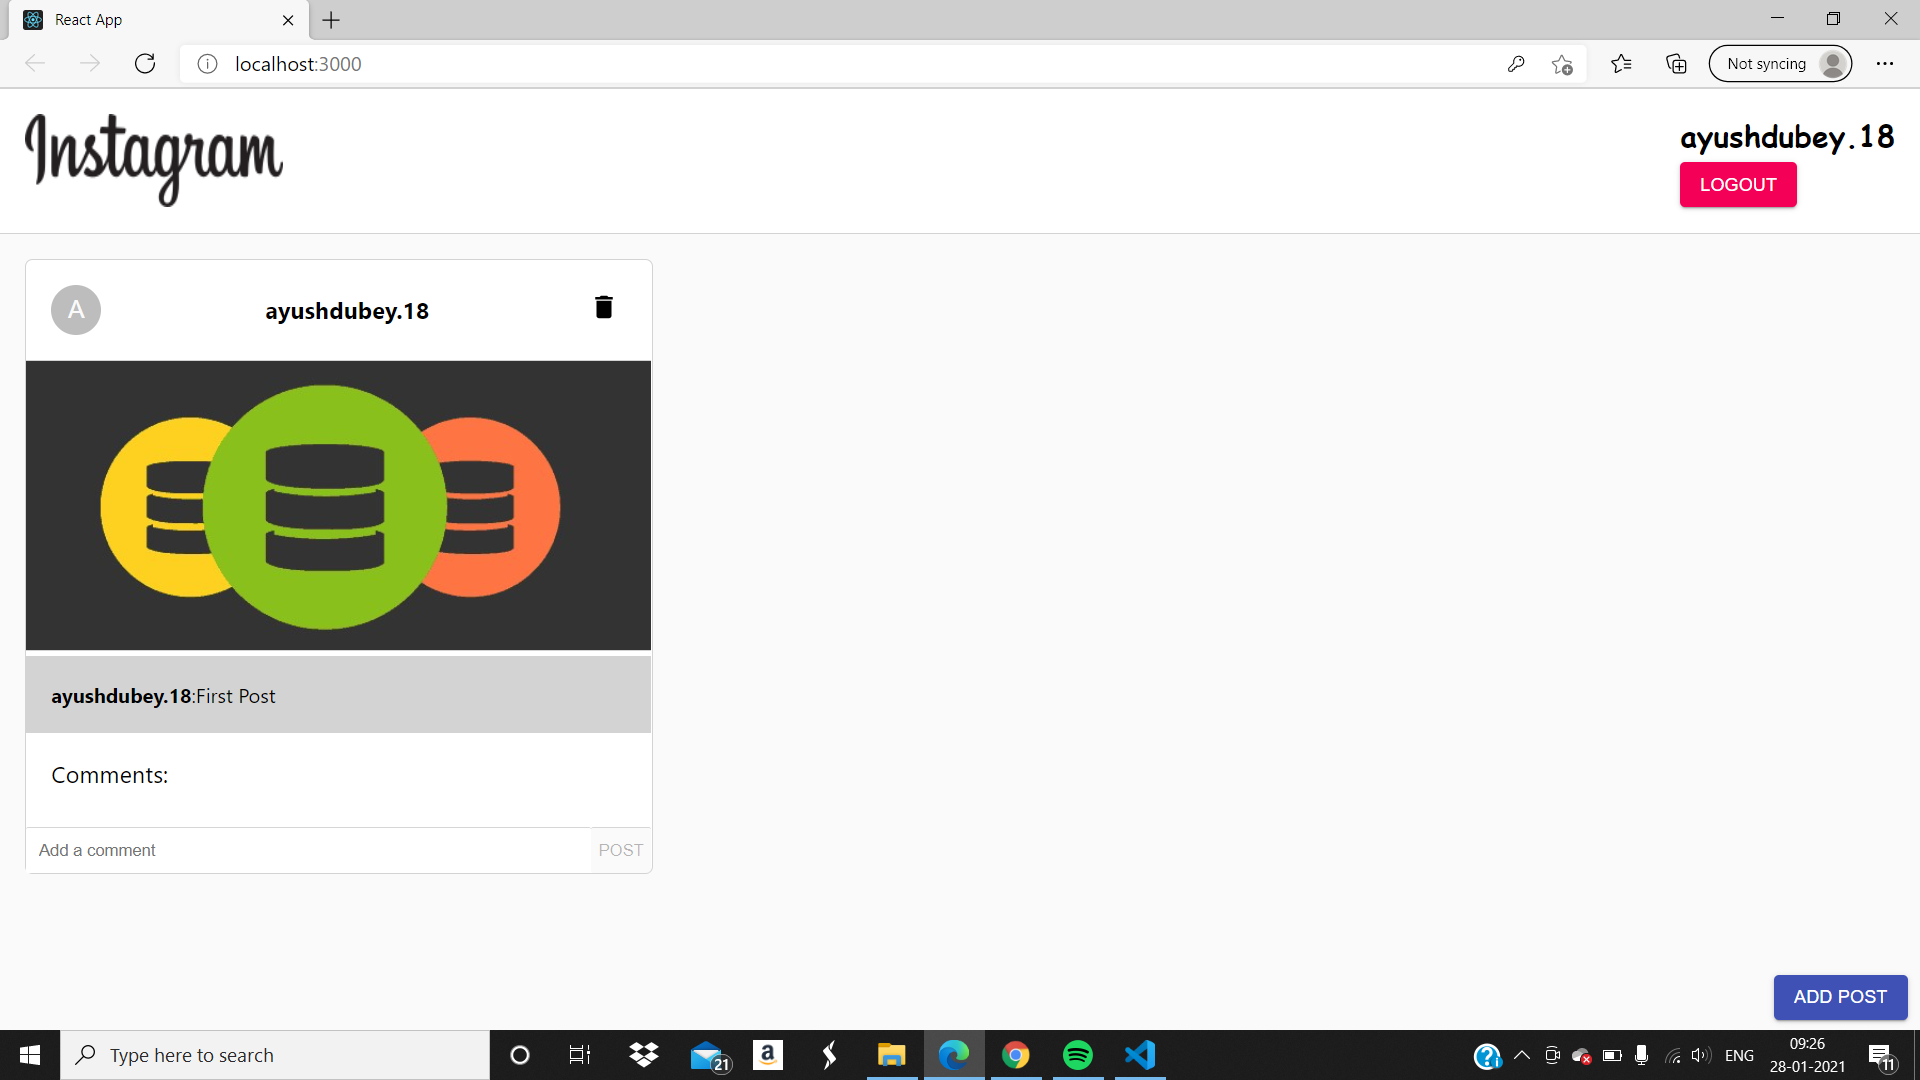 React App
localhost:3000
Not syncing
Instagram
ayushdubey.18
LOGOUT
A
ayushdubey.18
ayushdubey.18:First Post
Comments:
Add a comment
POST
ADD POST
Type here to search
21
a
ENG
09:26
28-01-2021
11